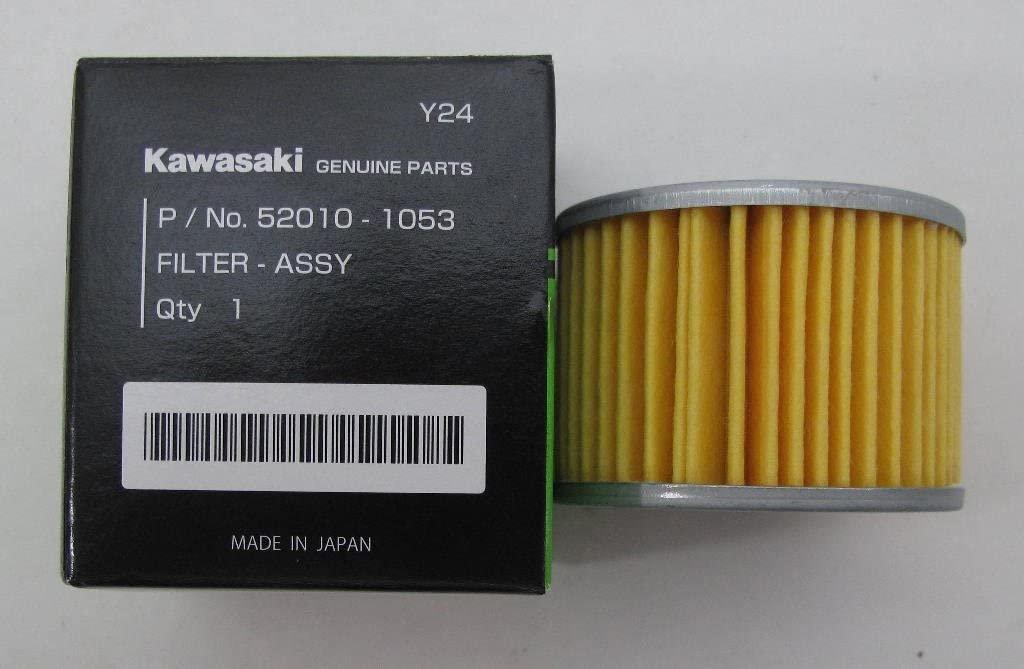 Y24
Kawasaki GENUINE PARTS
P / No. 52010 - 1053
FILTER - ASSY
Qty 1
MADE IN JAPAN